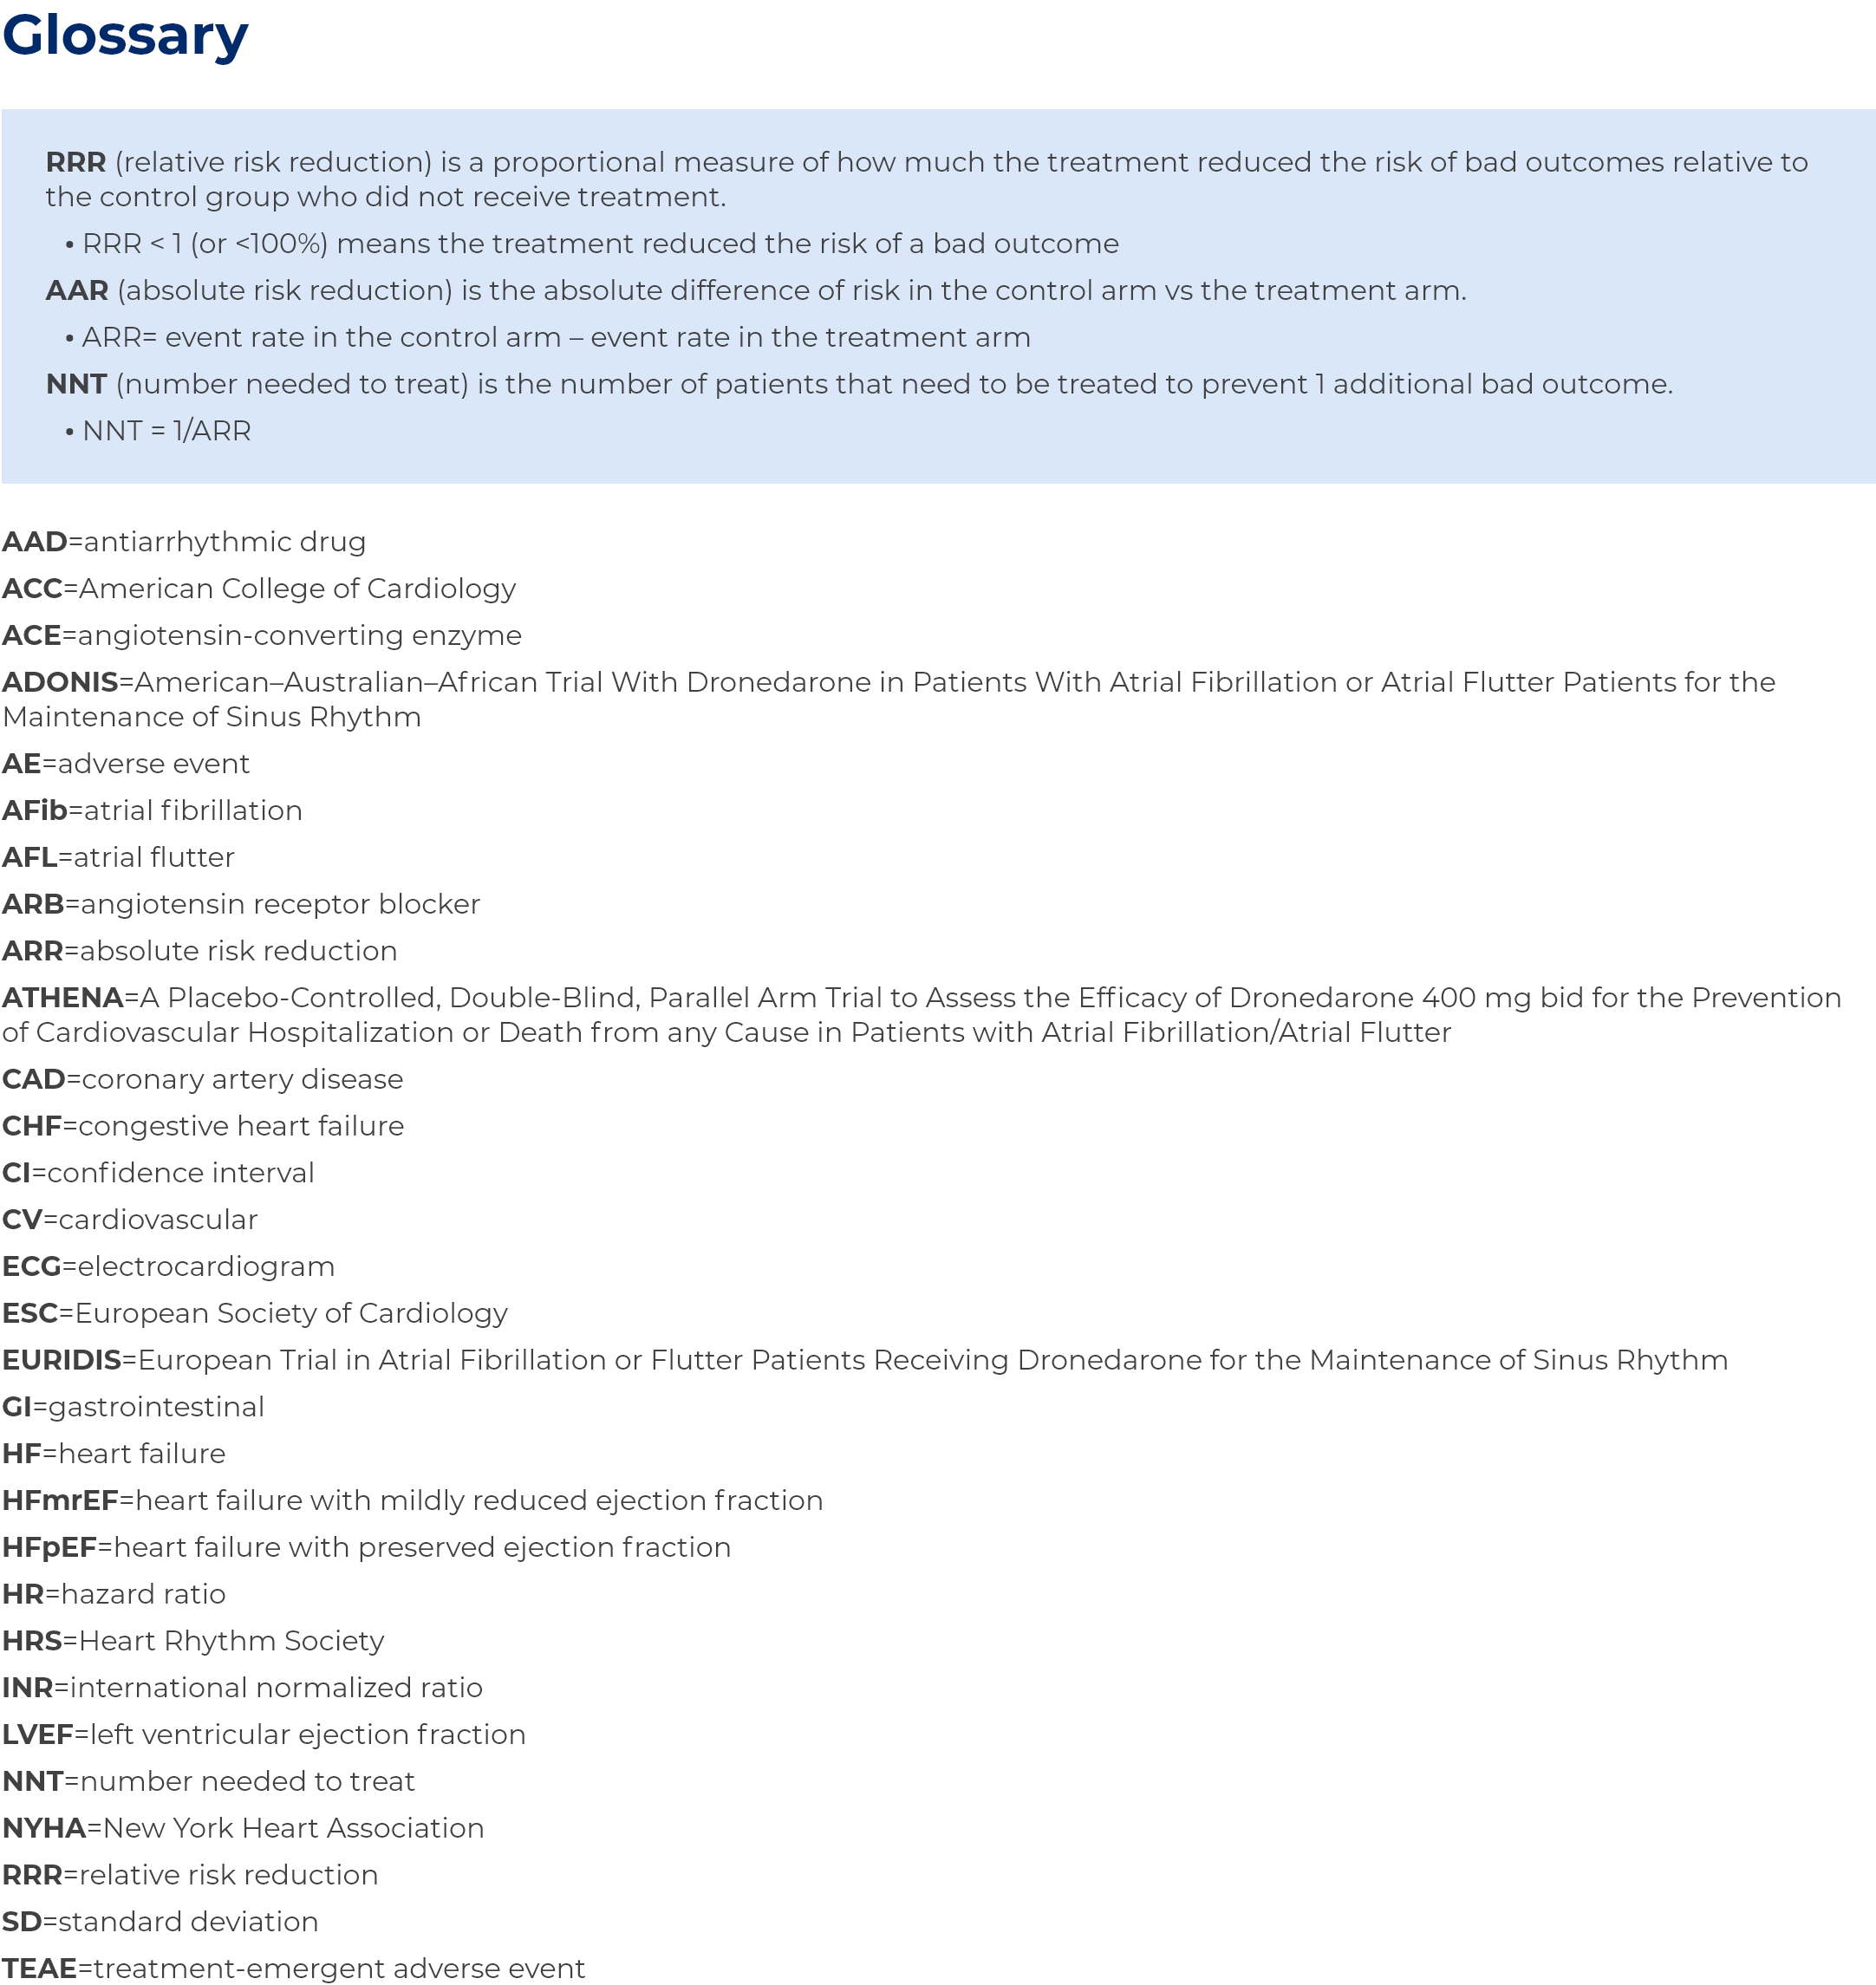 Glossary
RRR (relative risk reduction) is a proportional measure of how much the treatment reduced the risk of bad outcomes relative to
the control group who did not receive treatment.
• RRR < 1 (or <100%) means the treatment reduced the risk of a bad outcome
AAR (absolute risk reduction) is the absolute difference of risk in the control arm vs the treatment arm.
• ARR= event rate in the control arm – event rate in the treatment arm
NNT (number needed to treat) is the number of patients that need to be treated to prevent 1 additional bad outcome.
• NNT = 1/ARR
AAD=antiarrhythmic drug
ACC=American College of Cardiology
ACE=angiotensin-converting enzyme
ADONIS=American–Australian–African Trial With Dronedarone in Patients With Atrial Fibrillation or Atrial Flutter Patients for the
Maintenance of Sinus Rhythm
AE=adverse event
AFib=atrial fibrillation
AFL=atrial flutter
ARB=angiotensin receptor blocker
ARR=absolute risk reduction
ATHENA=A Placebo-Controlled, Double-Blind, Parallel Arm Trial to Assess the Efficacy of Dronedarone 400 mg bid for the Prevention
of Cardiovascular Hospitalization or Death from any Cause in Patients with Atrial Fibrillation/Atrial Flutter
CAD=coronary artery disease
CHF=congestive heart failure
CI=confidence interval
CV=cardiovascular
ECG=electrocardiogram
ESC=European Society of Cardiology
EURIDIS=European Trial in Atrial Fibrillation or Flutter Patients Receiving Dronedarone for the Maintenance of Sinus Rhythm
GI=gastrointestinal
HF=heart failure
HFmrEF=heart failure with mildly reduced ejection fraction
HFpEF=heart failure with preserved ejection fraction
HR=hazard ratio
HRS=Heart Rhythm Society
INR=international normalized ratio
LVEF=left ventricular ejection fraction
NNT=number needed to treat
NYHA=New York Heart Association
RRR=relative risk reduction
SD=standard deviation
TEAE=treatment-emergent adverse event